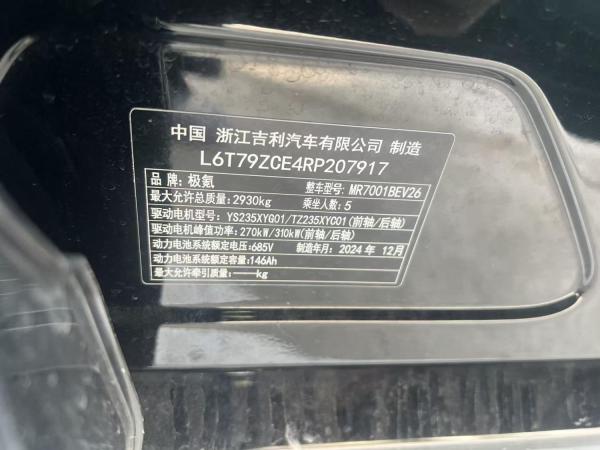 中国 浙江吉利汽车有限公司 制造
L6T79ZCE4RP207917
品牌:极氪 整车型号:MR7001BEV26
最大允许总质量:2930kg 乘坐人数:5
驱动电机型号:YS235XYG01/TZ235XYC01(前轴/后轴)
驱动电机峰值功率:270kW/310kW(前轴/后轴)
动力电池系统额定电压:685V 制造年月:2024 年 12月
动力电池系统额定容量:146Ah
最大允许牵引质量:——kg